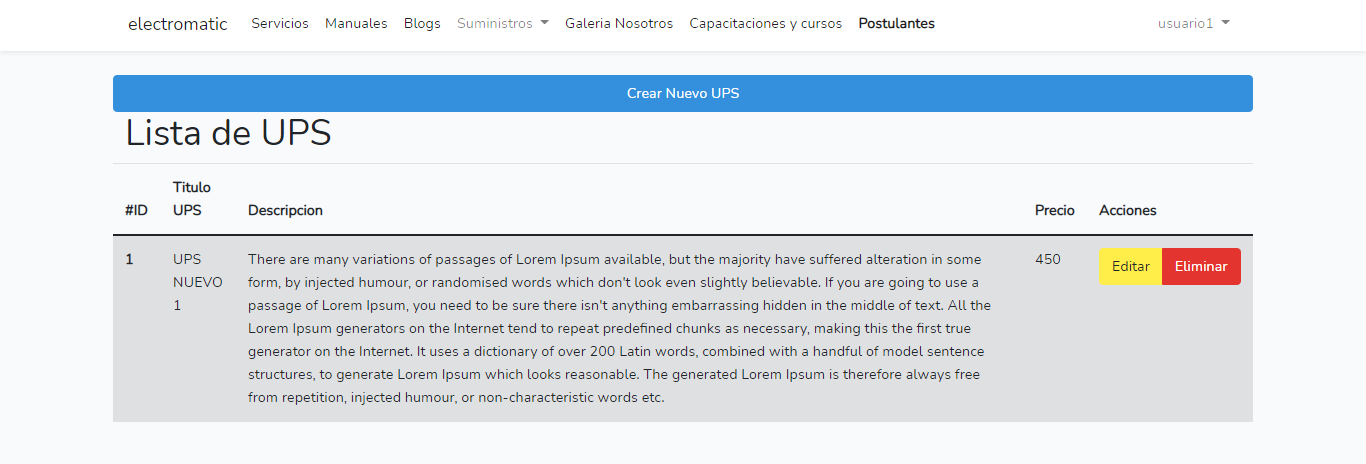 electromatic Servicios Manuales Blogs Suministros Galeria Nosotros Capacitaciones y cursos Postulantes usuario1
Crear Nuevo UPS
Lista de UPS
#ID Titulo UPS Descripcion Precio Acciones
1 UPS NUEVO 1
There are many variations of passages of Lorem Ipsum available, but the majority have suffered alteration in some
form, by injected humour, or randomised words which don't look even slightly believable. If you are going to use a
passage of Lorem Ipsum, you need to be sure there isn't anything embarrassing hidden in the middle of text. All the
Lorem Ipsum generators on the Internet tend to repeat predefined chunks as necessary, making this the first true
generator on the Internet. It uses a dictionary of over 200 Latin words, combined with a handful of model sentence
structures, to generate Lorem Ipsum which looks reasonable. The generated Lorem Ipsum is therefore always free
from repetition, injected humour, or non-characteristic words etc.
450 Editar Eliminar